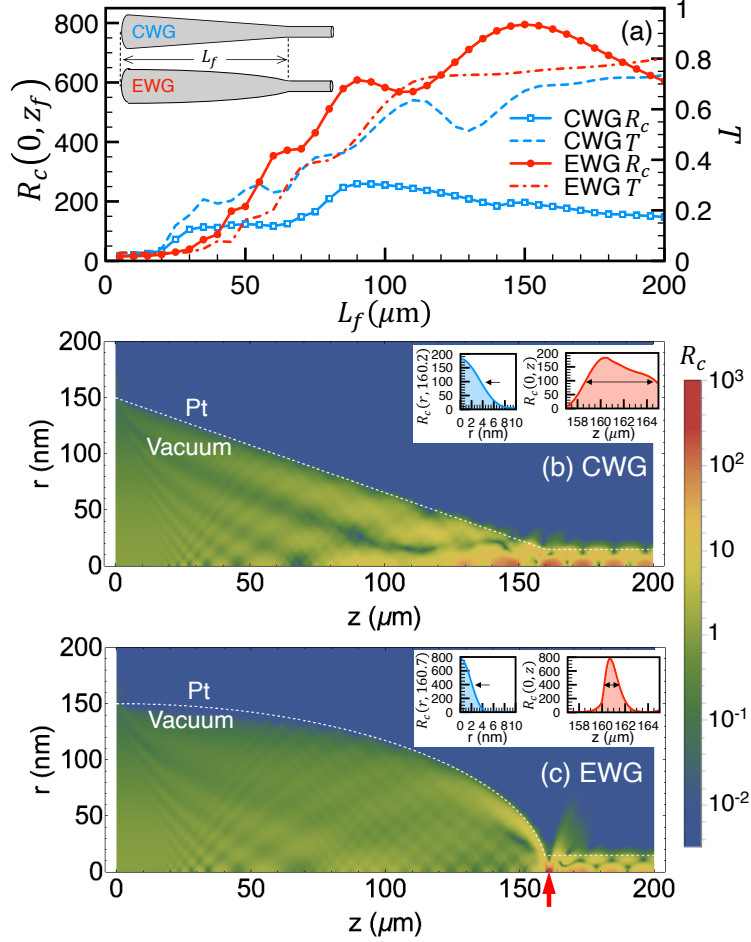 (a)
CWG
L_f
EWG
800
600
400
200
0
R_c(0, z_f)
1
0.8
0.6
0.4
0.2
0
T
CWG R_c
CWG T
EWG R_c
EWG T
0 50 100 150 200
L_f(μm)
200
150
100
50
0
r (nm)
Pt
Vacuum
(b) CWG
200
150
100
50
0
R_c(r, 160.2)
0 2 4 6 8 10
r (nm)
200
150
100
50
0
R_c(0, z)
158 160 162 164
z (μm)
0 50 100 150 200
z (μm)
R_c
10³
10²
10
1
10⁻¹
10⁻²
200
150
100
50
0
r (nm)
Pt
Vacuum
(c) EWG
800
600
400
200
0
R_c(r, 160.7)
0 2 4 6 8 10
r (nm)
800
600
400
200
0
R_c(0, z)
158 160 162 164
z (μm)
0 50 100 150 200
z (μm)